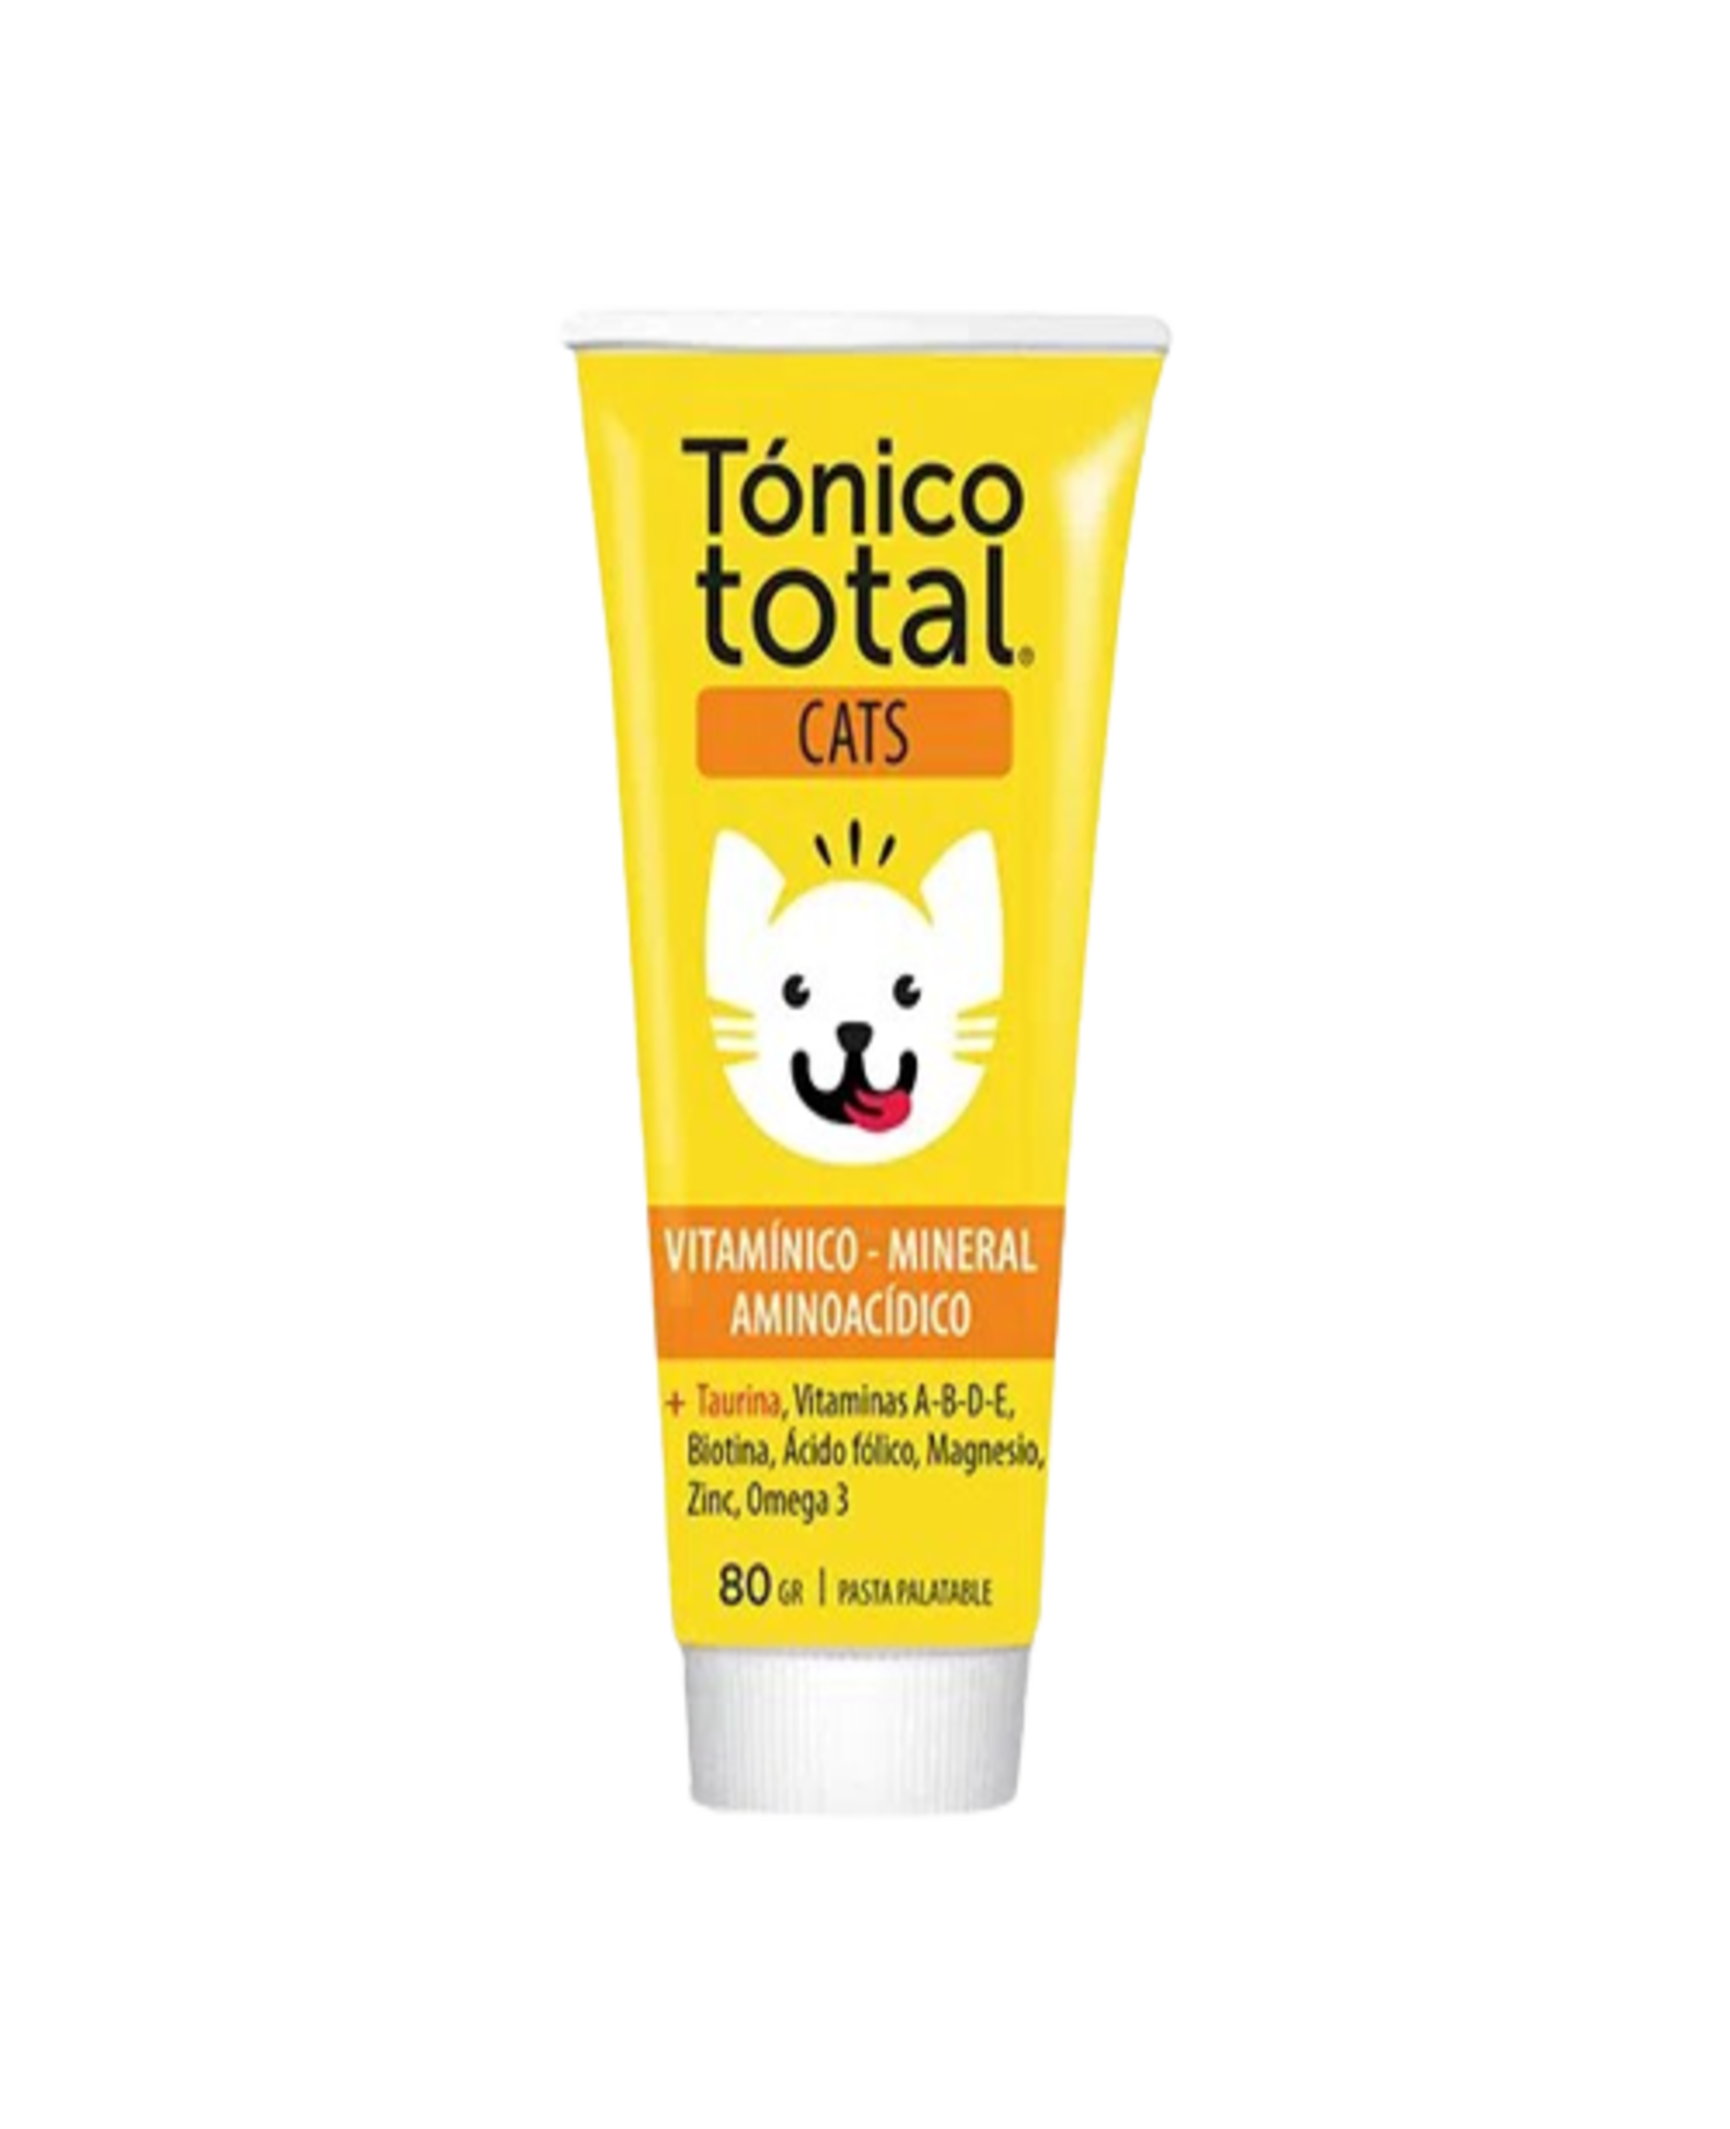 Tónico
total®
CATS
VITAMÍNICO - MINERAL
AMINOACÍDICO
+ Taurina, Vitaminas A-B-D-E,
Biotina, Ácido fólico, Magnesio,
Zinc, Omega 3
80 GR | PASTA PALATABLE